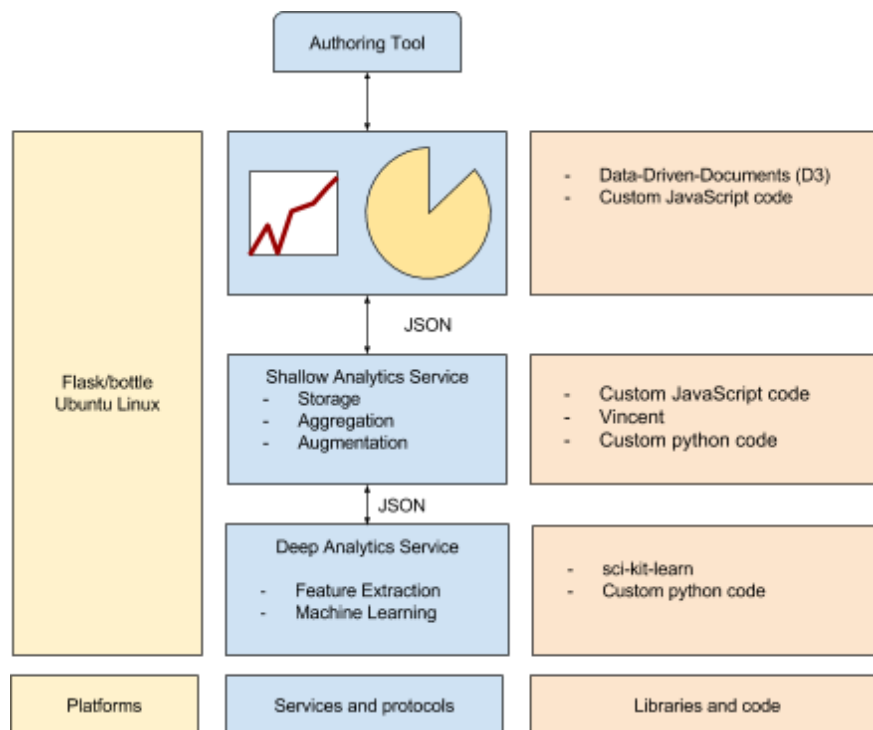 Authoring Tool
- Data-Driven-Documents (D3)
- Custom JavaScript code
JSON
Flask/bottle
Ubuntu Linux
Shallow Analytics Service
- Storage
- Aggregation
- Augmentation
- Custom JavaScript code
- Vincent
- Custom python code
JSON
Deep Analytics Service
- Feature Extraction
- Machine Learning
- sci-kit-learn
- Custom python code
Platforms
Services and protocols
Libraries and code